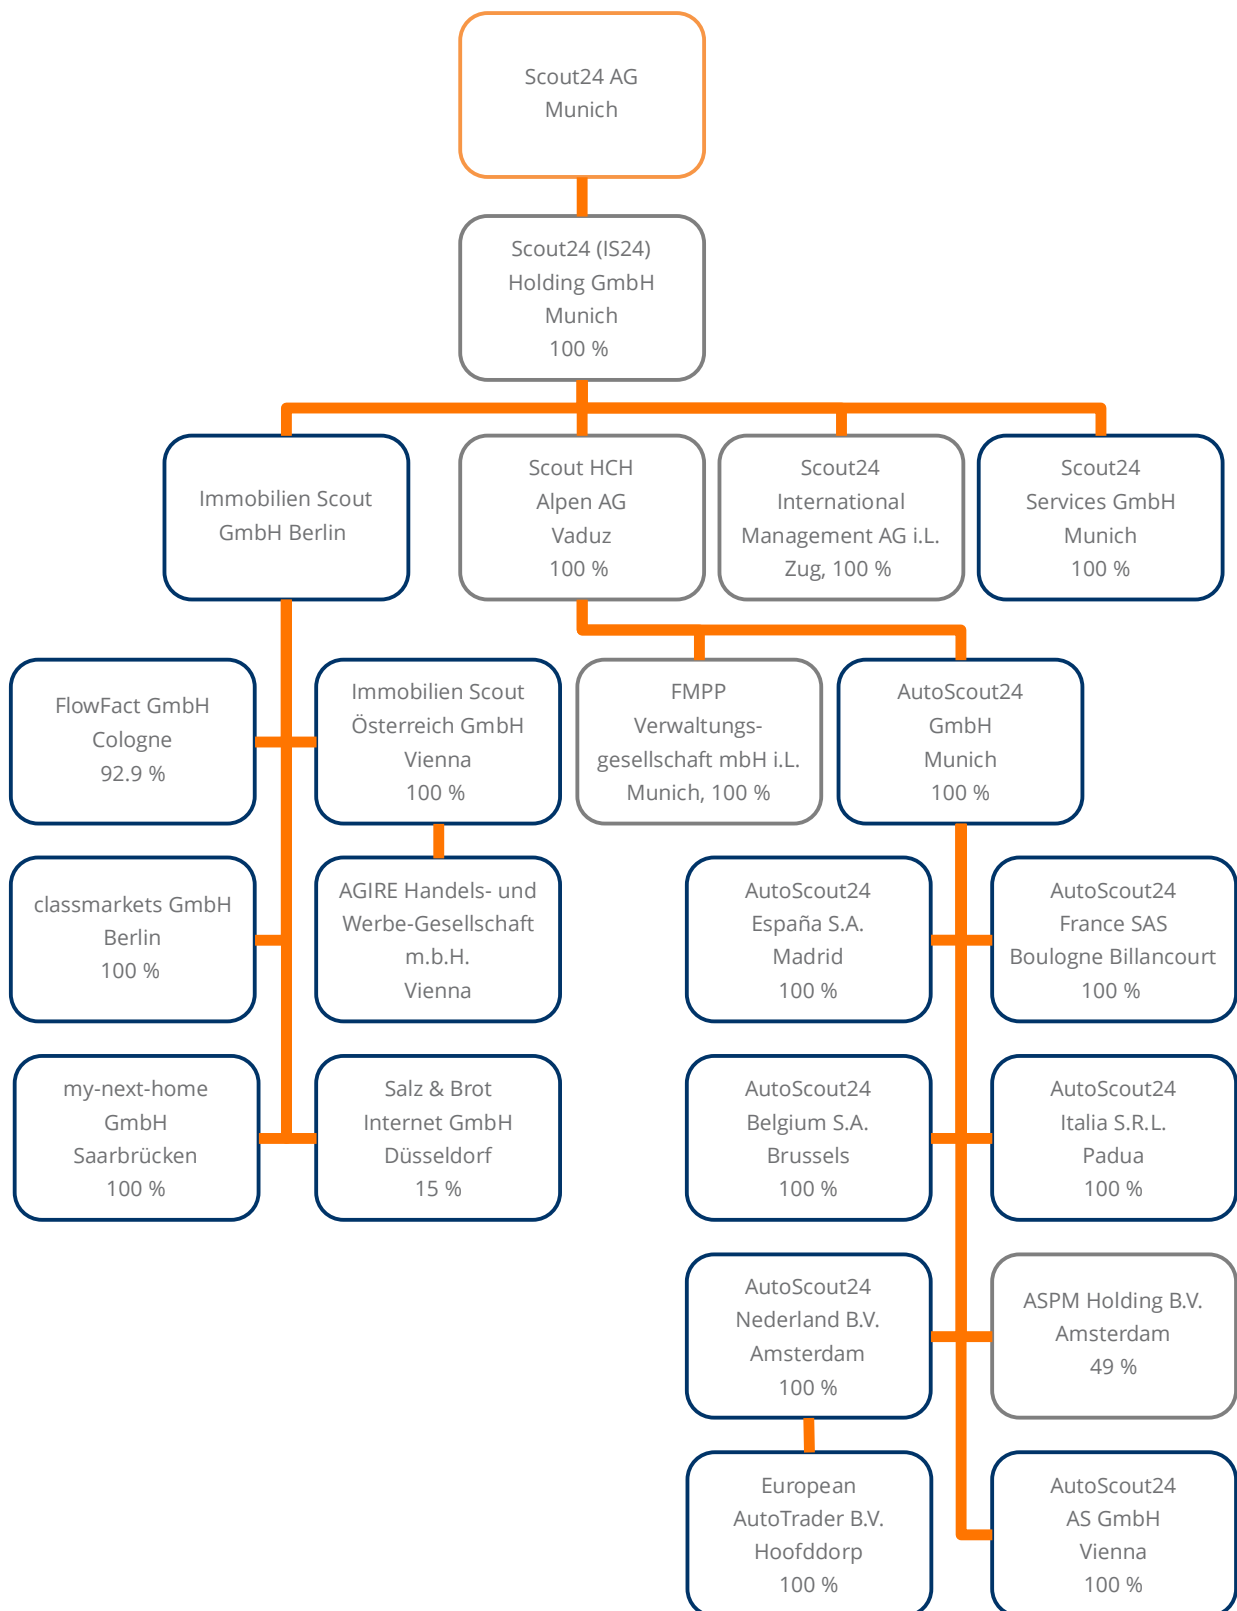 Scout24 AG
Munich
Scout24 (IS24)
Holding GmbH
Munich
100 %
Immobilien Scout
GmbH Berlin
Scout HCH
Alpen AG
Vaduz
100 %
Scout24
International
Management AG i.L.
Zug, 100 %
Scout24
Services GmbH
Munich
100 %
FlowFact GmbH
Cologne
92.9 %
Immobilien Scout
Österreich GmbH
Vienna
100 %
FMPP
Verwaltungs-
gesellschaft mbH i.L.
Munich, 100 %
AutoScout24
GmbH
Munich
100 %
classmarkets GmbH
Berlin
100 %
AGIRE Handels- und
Werbe-Gesellschaft
m.b.H.
Vienna
AutoScout24
España S.A.
Madrid
100 %
AutoScout24
France SAS
Boulogne Billancourt
100 %
my-next-home
GmbH
Saarbrücken
100 %
Salz & Brot
Internet GmbH
Düsseldorf
15 %
AutoScout24
Belgium S.A.
Brussels
100 %
AutoScout24
Italia S.R.L.
Padua
100 %
AutoScout24
Nederland B.V.
Amsterdam
100 %
ASPM Holding B.V.
Amsterdam
49 %
European
AutoTrader B.V.
Hoofddorp
100 %
AutoScout24
AS GmbH
Vienna
100 %